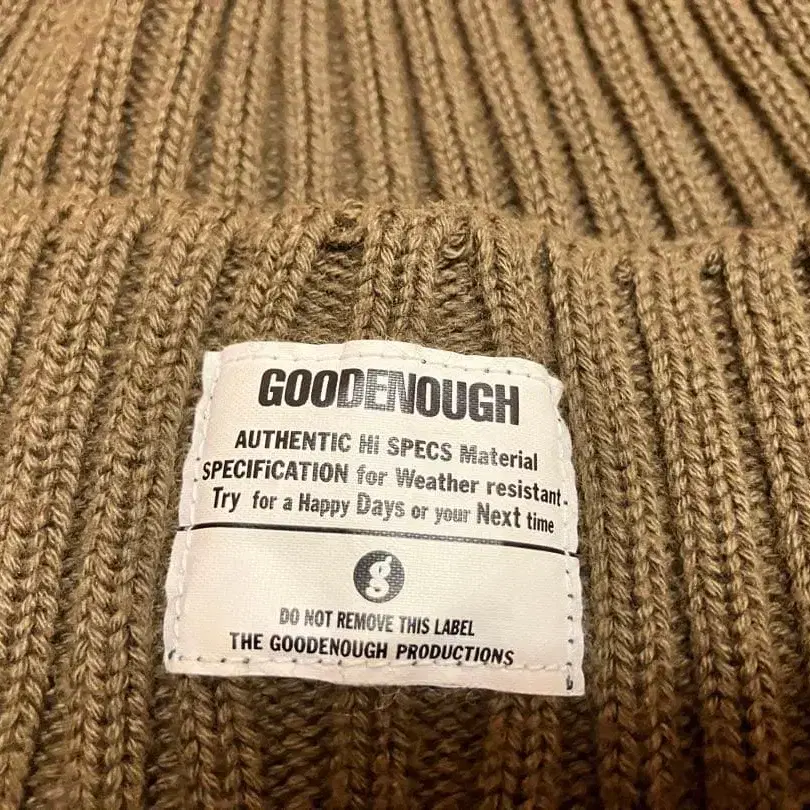 GOODENOUGH
AUTHENTIC Hi SPECS Material
SPECIFiCATION for Weather resistant-
Try for a Happy Days or your Next time
g
DO NOT REMOVE THIS LABEL
THE GOODENOUGH PRODUCTIONS